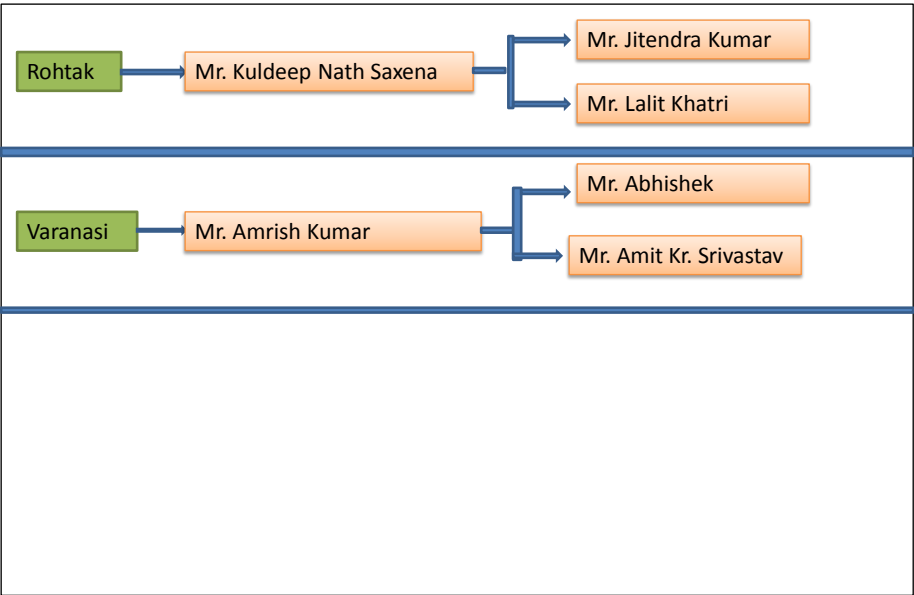 Rohtak
Mr. Kuldeep Nath Saxena
Mr. Jitendra Kumar
Mr. Lalit Khatri
Varanasi
Mr. Amrish Kumar
Mr. Abhishek
Mr. Amit Kr. Srivastav